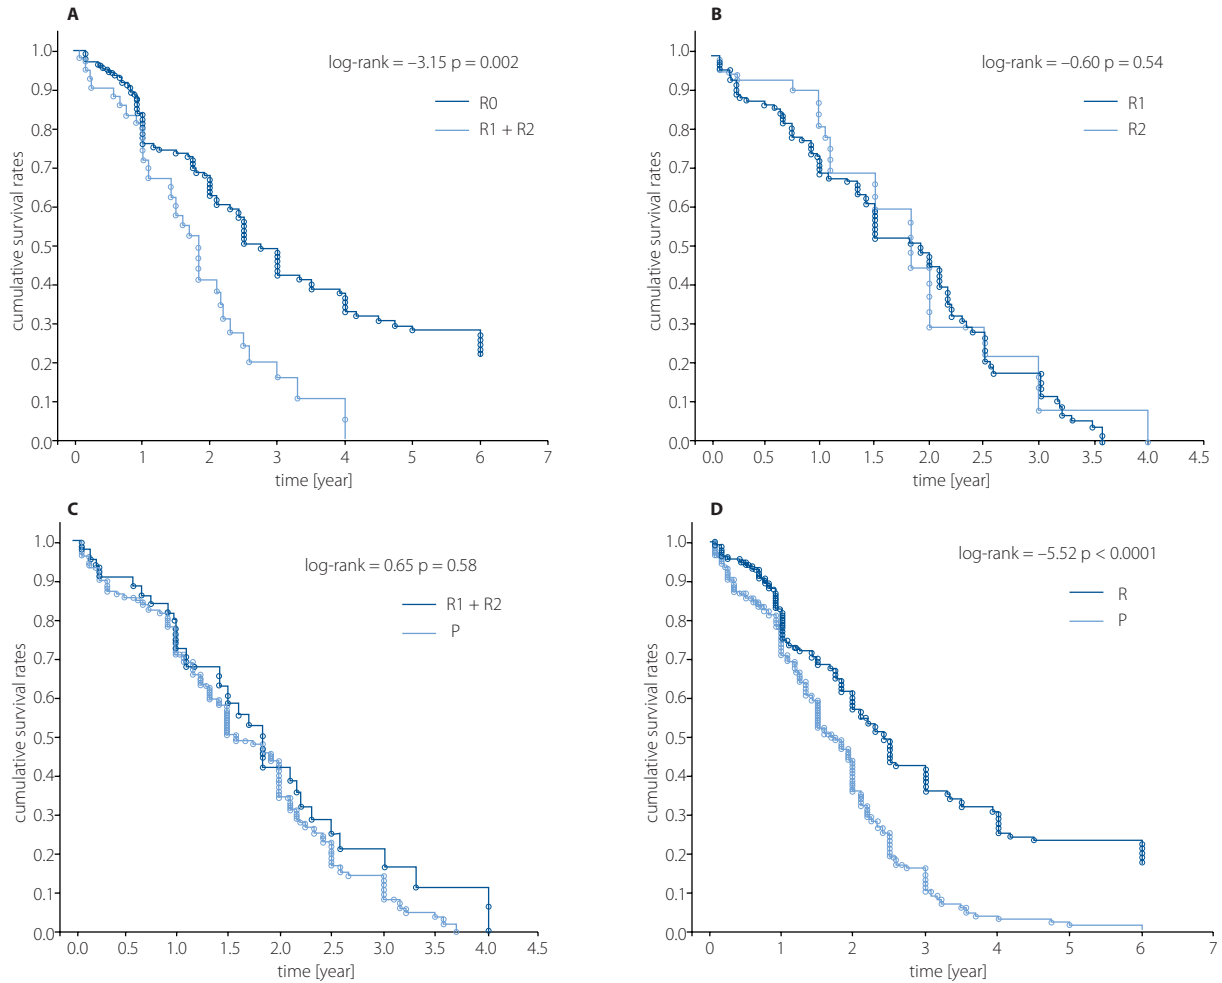 A
log-rank = –3.15 p = 0.002
R0
R1 + R2
cumulative survival rates
1.0
0.9
0.8
0.7
0.6
0.5
0.4
0.3
0.2
0.1
0.0
0 1 2 3 4 5 6 7
time [year]
B
log-rank = –0.60 p = 0.54
R1
R2
cumulative survival rates
1.0
0.9
0.8
0.7
0.6
0.5
0.4
0.3
0.2
0.1
0.0
0.0 0.5 1.0 1.5 2.0 2.5 3.0 3.5 4.0 4.5
time [year]
C
log-rank = 0.65 p = 0.58
R1 + R2
P
cumulative survival rates
1.0
0.9
0.8
0.7
0.6
0.5
0.4
0.3
0.2
0.1
0.0
0.0 0.5 1.0 1.5 2.0 2.5 3.0 3.5 4.0 4.5
time [year]
D
log-rank = –5.52 p < 0.0001
R
P
cumulative survival rates
1.0
0.9
0.8
0.7
0.6
0.5
0.4
0.3
0.2
0.1
0.0
0 1 2 3 4 5 6 7
time [year]